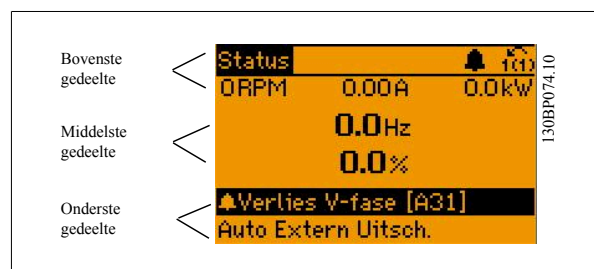 Bovenste
gedeelte
Status 1(1)
0RPM 0.00A 0.0kW
Middelste
gedeelte
0.0Hz
0.0%
Onderste
gedeelte
Verlies V-fase [A31]
Auto Extern Uitsch.
130BP074.10